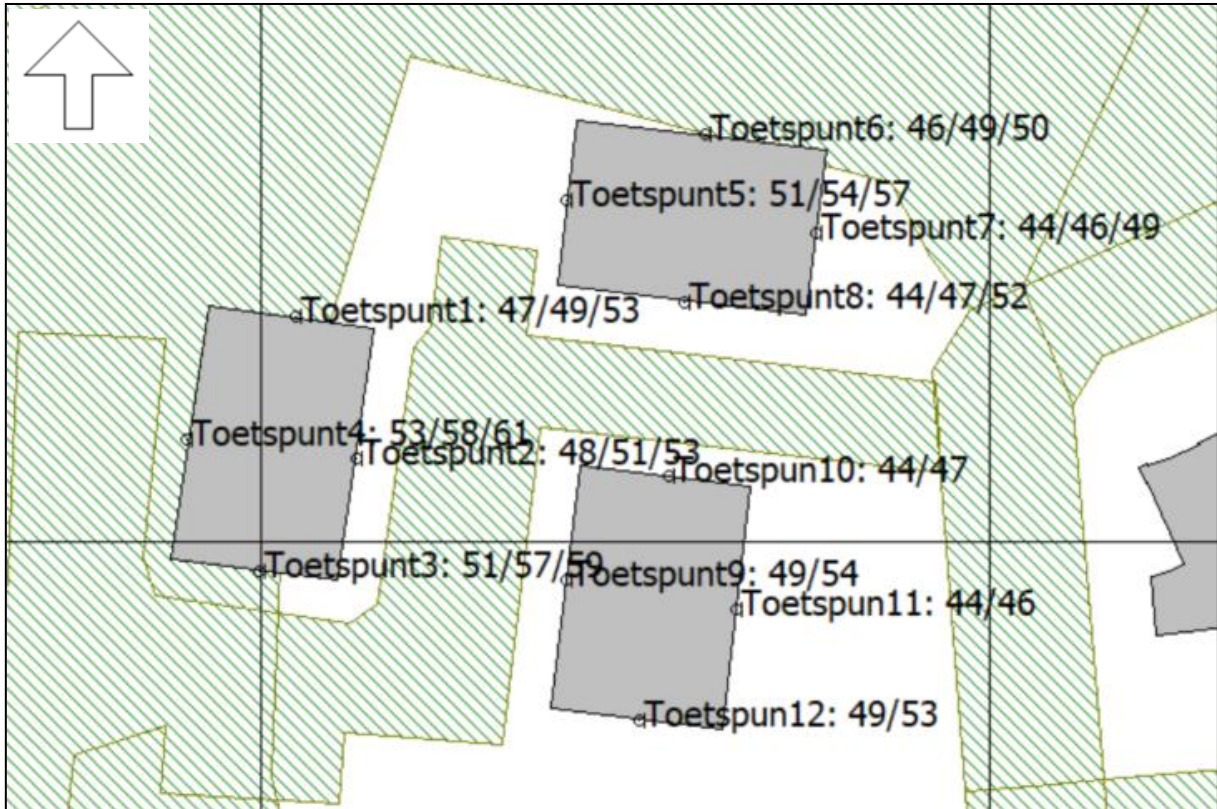 Toetspunt6: 46/49/50
Toetspunt5: 51/54/57
Toetspunt7: 44/46/49
Toetspunt8: 44/47/52
Toetspunt1: 47/49/53
Toetspunt4: 53/58/61
Toetspunt2: 48/51/53
Toetspun10: 44/47
Toetspunt3: 51/57/59
Toetspunt9: 49/54
Toetspun11: 44/46
Toetspun12: 49/53